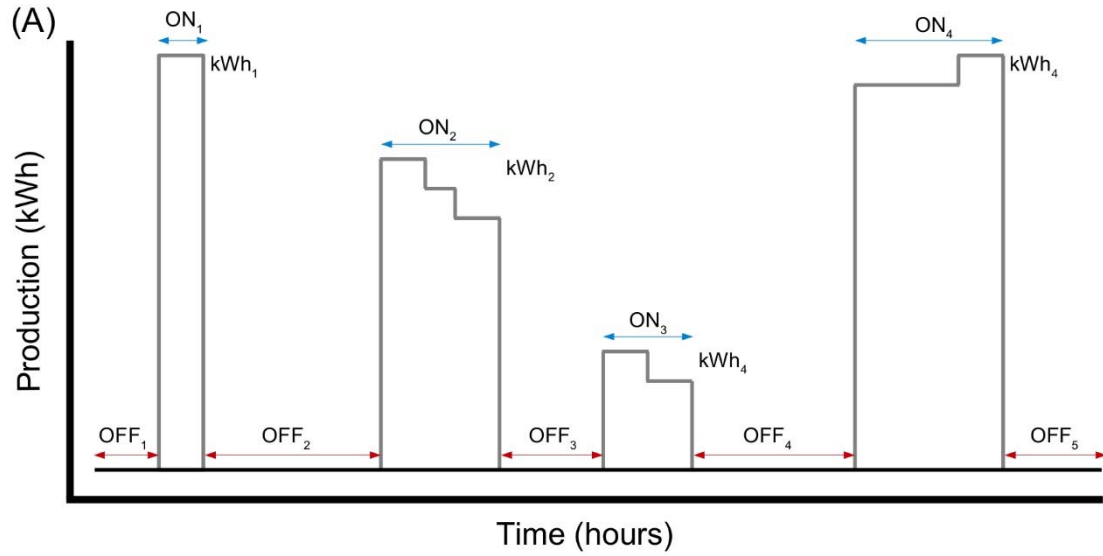 (A)
ON₁
kWh₁
ON₂
kWh₂
ON₃
kWh₄
ON₄
kWh₄
OFF₁
OFF₂
OFF₃
OFF₄
OFF₅
Production (kWh)
Time (hours)